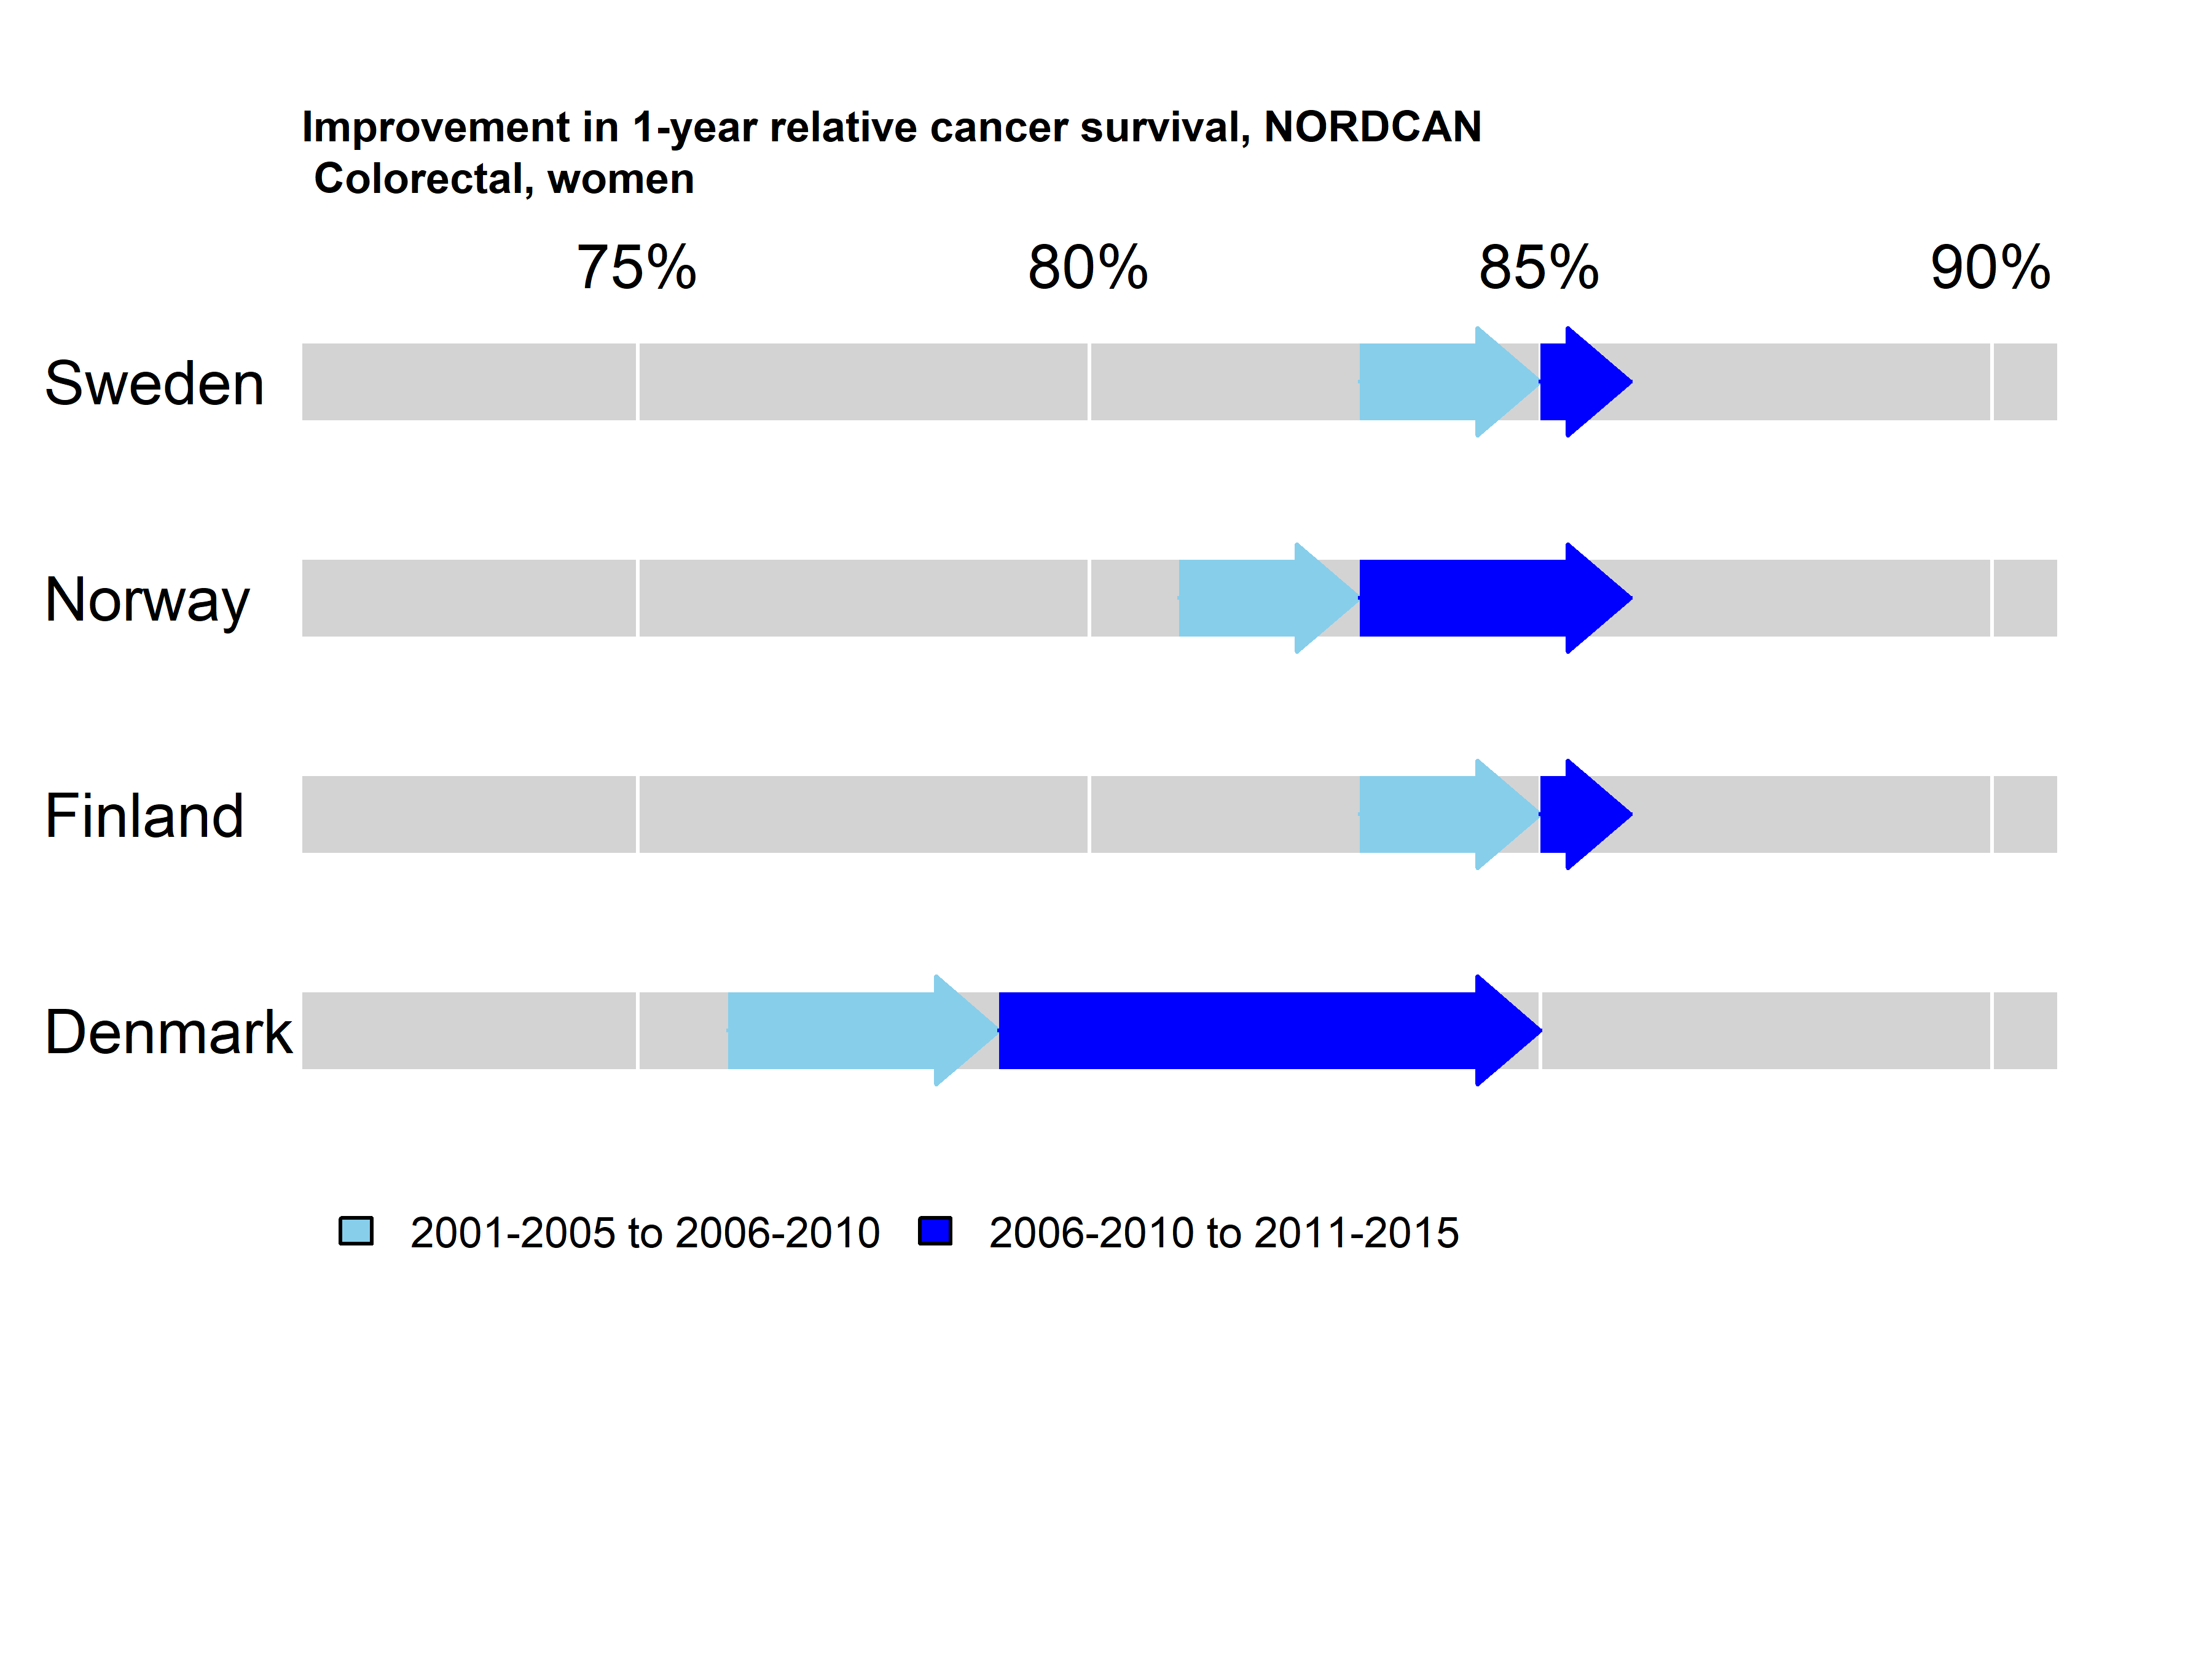 Improvement in 1-year relative cancer survival, NORDCAN
Colorectal, women
75% 80% 85% 90%
Sweden
Norway
Finland
Denmark
2001-2005 to 2006-2010 2006-2010 to 2011-2015